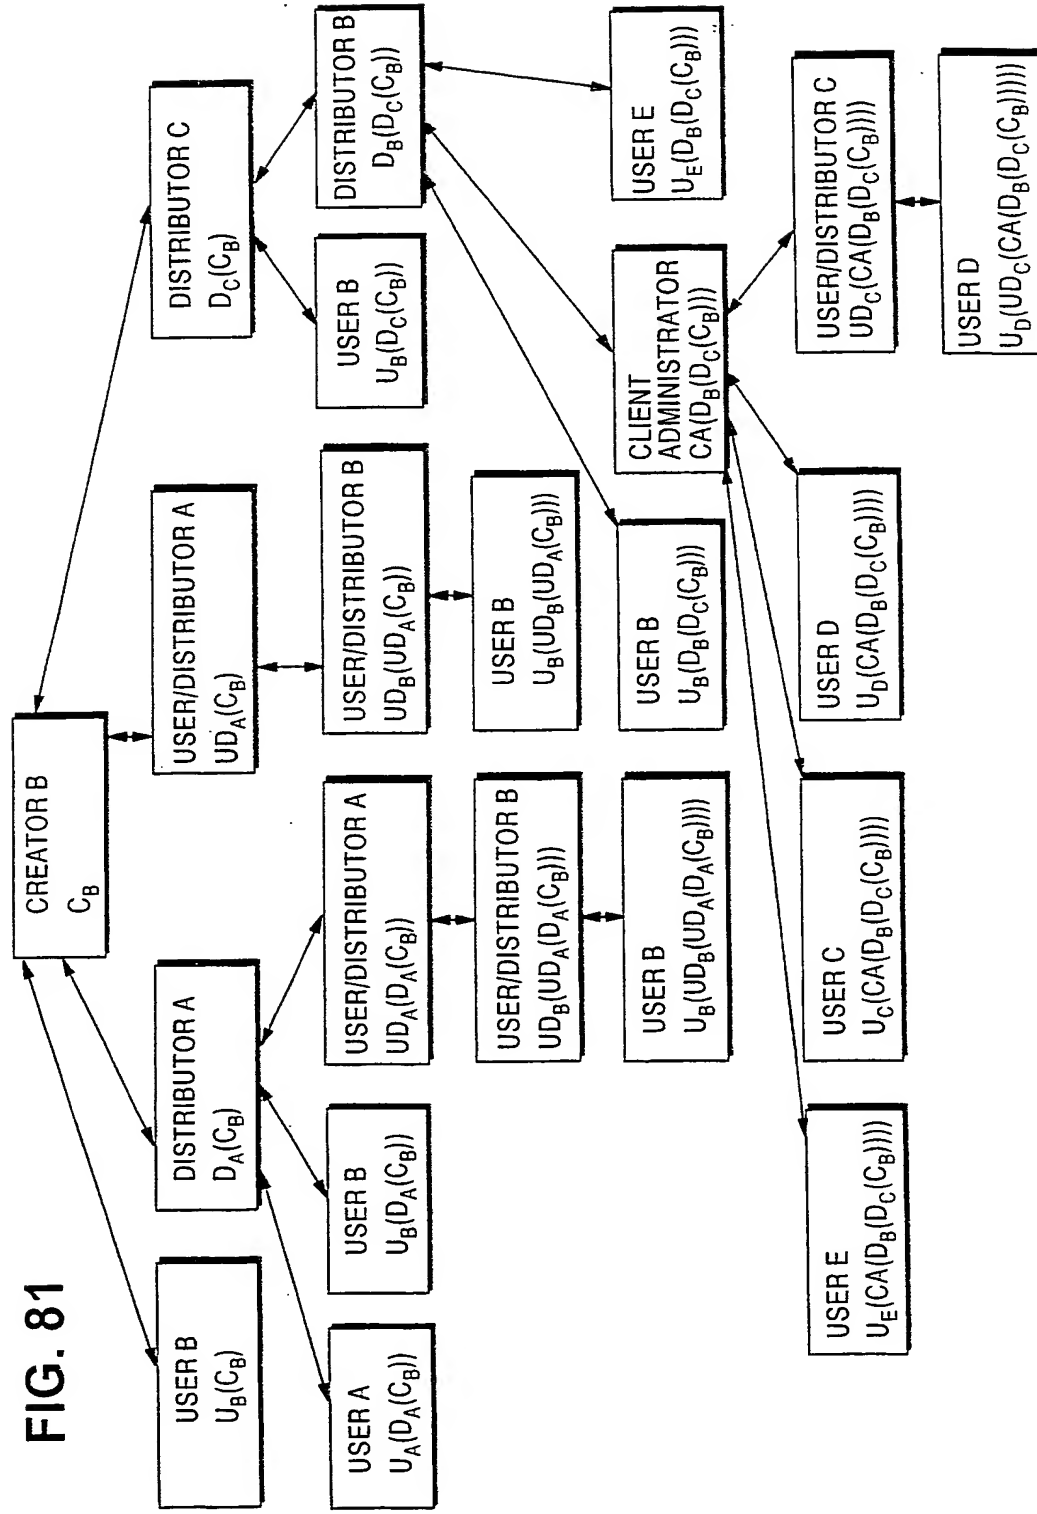 FIG. 81
CREATOR B
C_B
USER B
U_B(C_B)
DISTRIBUTOR A
D_A(C_B)
USER/DISTRIBUTOR A
UD_A(C_B)
DISTRIBUTOR C
D_C(C_B)
USER A
U_A(D_A(C_B))
USER B
U_B(D_A(C_B))
USER/DISTRIBUTOR A
UD_A(D_A(C_B))
USER/DISTRIBUTOR B
UD_B(UD_A(C_B))
USER B
U_B(D_C(C_B))
DISTRIBUTOR B
D_B(D_C(C_B))
USER/DISTRIBUTOR B
UD_B(UD_A(D_A(C_B)))
USER B
U_B(UD_B(UD_A(C_B)))
USER B
U_B(UD_B(UD_A(D_A(C_B))))
USER B
U_B(D_B(D_C(C_B)))
CLIENT
ADMINISTRATOR
CA(D_B(D_C(C_B)))
USER E
U_E(D_B(D_C(C_B)))
USER E
U_E(CA(D_B(D_C(C_B))))
USER C
U_C(CA(D_B(D_C(C_B))))
USER D
U_D(CA(D_B(D_C(C_B))))
USER/DISTRIBUTOR C
UD_C(CA(D_B(D_C(C_B))))
USER D
U_D(UD_C(CA(D_B(D_C(C_B)))))